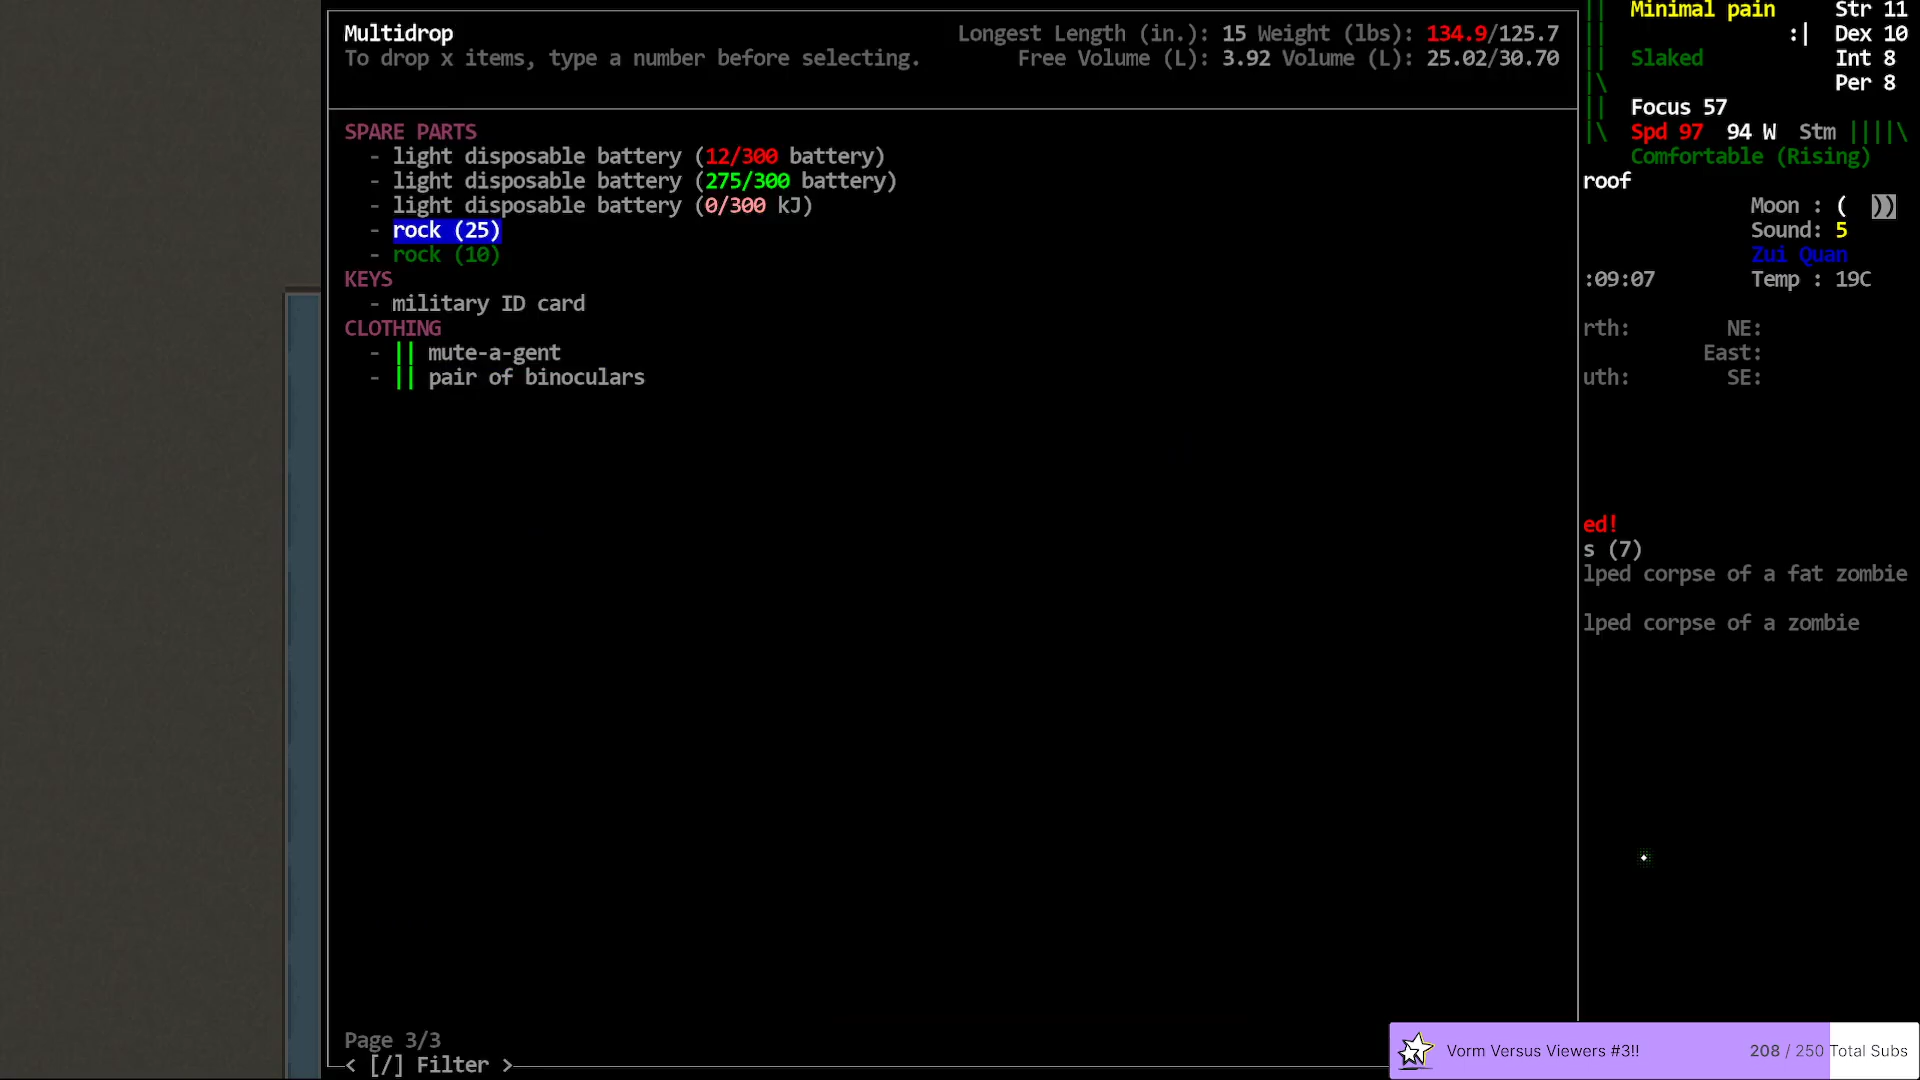 Multidrop
Longest Length (in.): 15 Weight (lbs): 134.9/125.7
To drop x items, type a number before selecting.
Free Volume (L): 3.92 Volume (L): 25.02/30.70
SPARE PARTS
- light disposable battery (12/300 battery)
- light disposable battery (275/300 battery)
- light disposable battery (0/300 kJ)
- rock (25)
- rock (10)
KEYS
- military ID card
CLOTHING
- || mute-a-gent
- || pair of binoculars
Page 3/3
< [/] Filter >
|| Minimal pain Str 11
|| :| Dex 10
|| Slaked Int 8
|\ Per 8
|| Focus 57
|\ Spd 97 94 W Stm ||||\
Comfortable (Rising)
roof
Moon : ( ))
Sound: 5
Zui Quan
:09:07 Temp : 19C
rth: NE:
East:
uth: SE:
ed!
s (7)
lped corpse of a fat zombie
lped corpse of a zombie
Vorm Versus Viewers #3!! 208 / 250 Total Subs